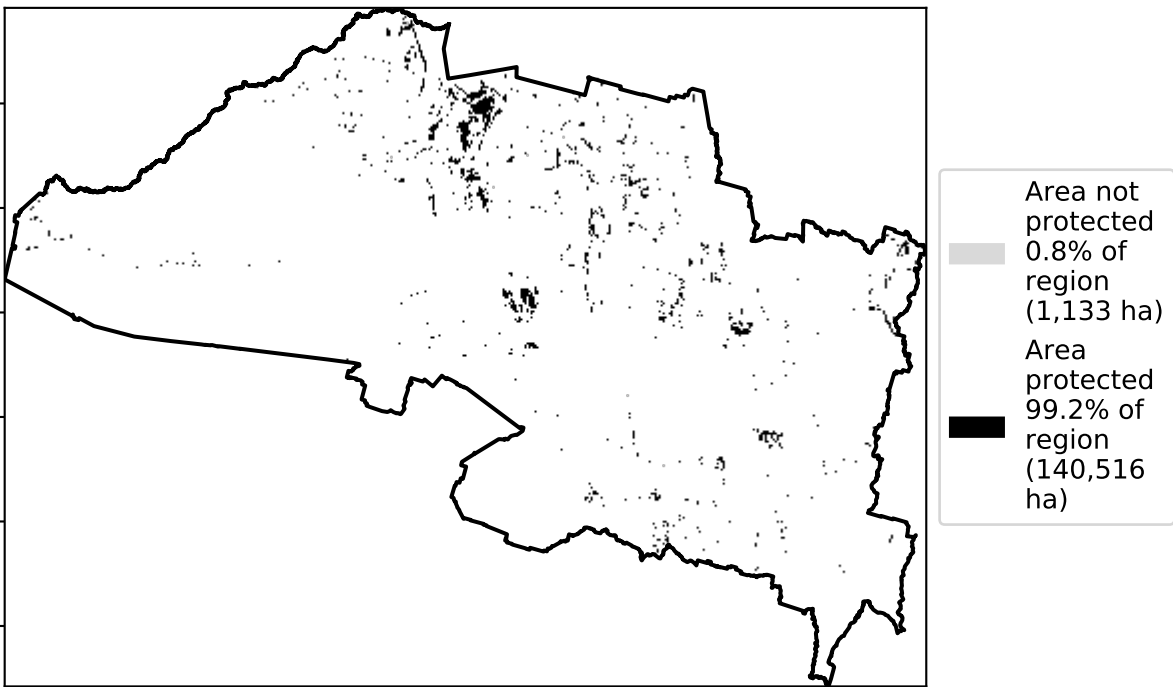 Area not
protected
0.8% of
region
(1,133 ha)
Area
protected
99.2% of
region
(140,516
ha)